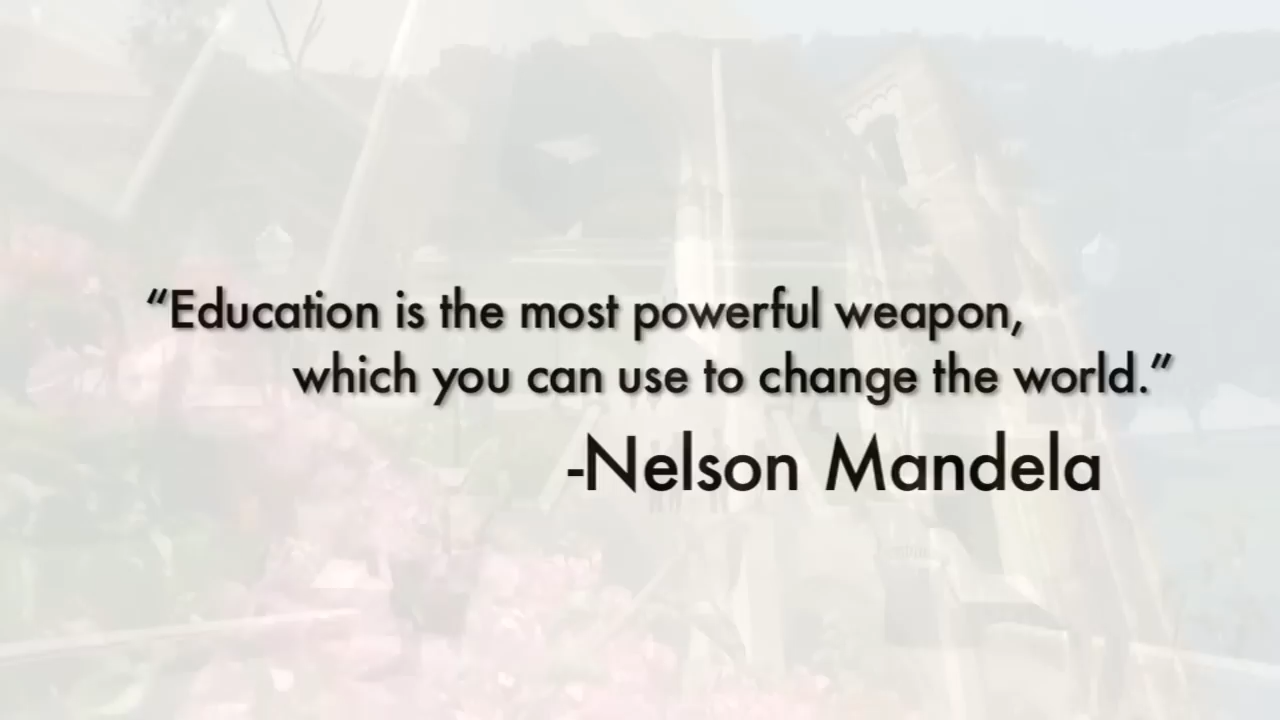 “Education is the most powerful weapon,
which you can use to change the world.”
-Nelson Mandela